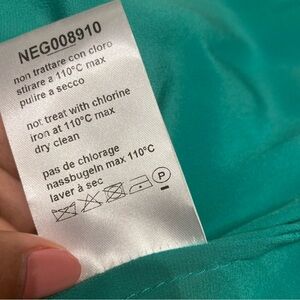 NEG008910
non trattare con cloro
stirare a 110°C max
pulire a secco
not treat with chlorine
iron at 110°C max
dry clean
pas de chlorage
nassbugeln max 110°C
laver à sec
P